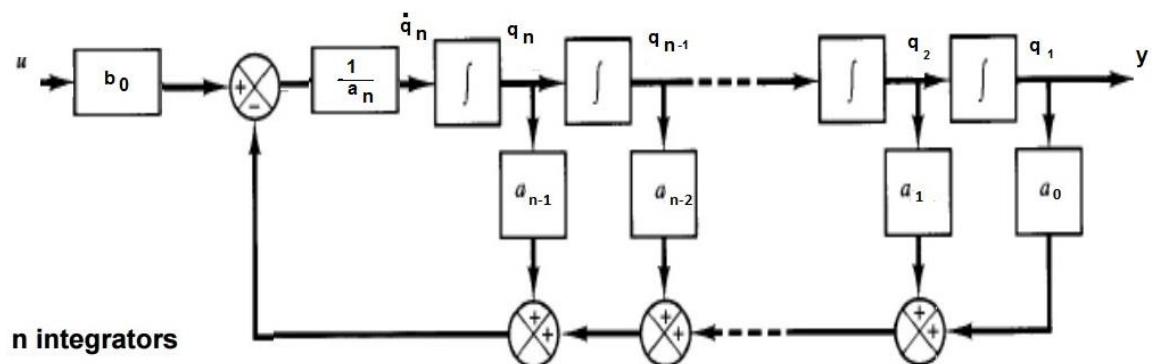 u
b₀
+
−
1
aₙ
q̇ₙ
∫
qₙ
∫
qₙ₋₁
∫
q₂
∫
q₁
y
aₙ₋₁
aₙ₋₂
a₁
a₀
+
+
+
+
+
+
n integrators